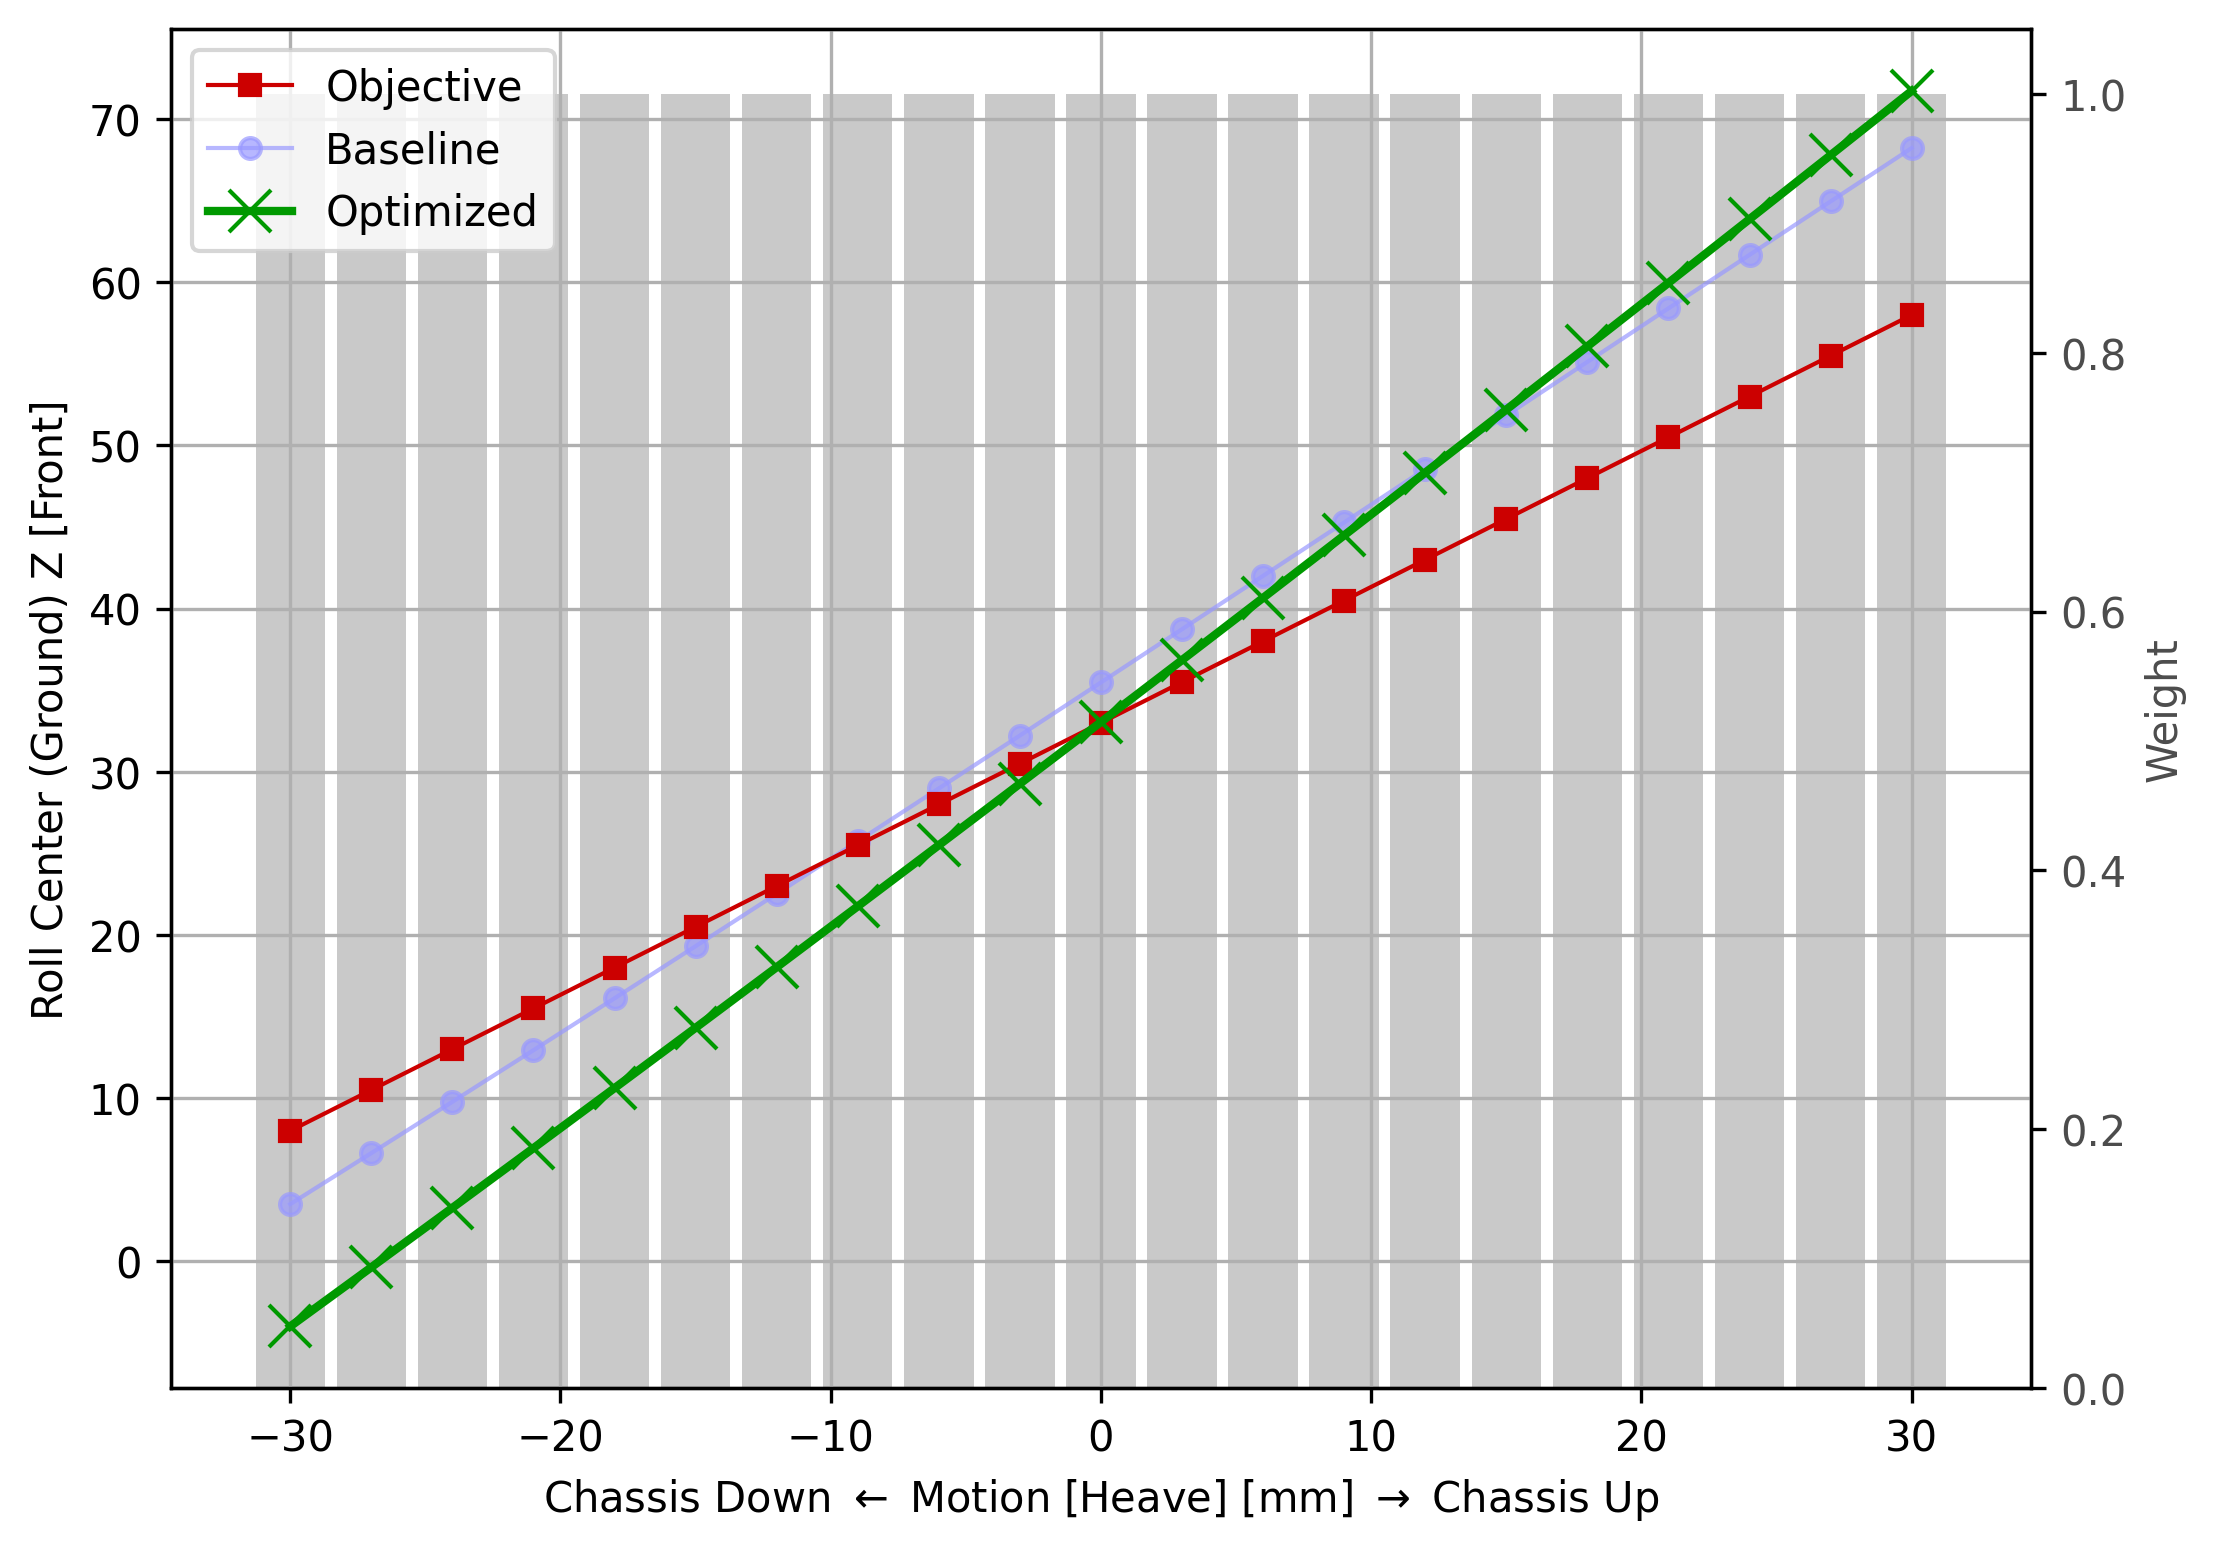 Objective
Baseline
Optimized
70
60
50
40
30
20
10
0
Roll Center (Ground) Z [Front]
1.0
0.8
0.6
0.4
0.2
0.0
Weight
−30 −20 −10 0 10 20 30
Chassis Down ← Motion [Heave] [mm] → Chassis Up